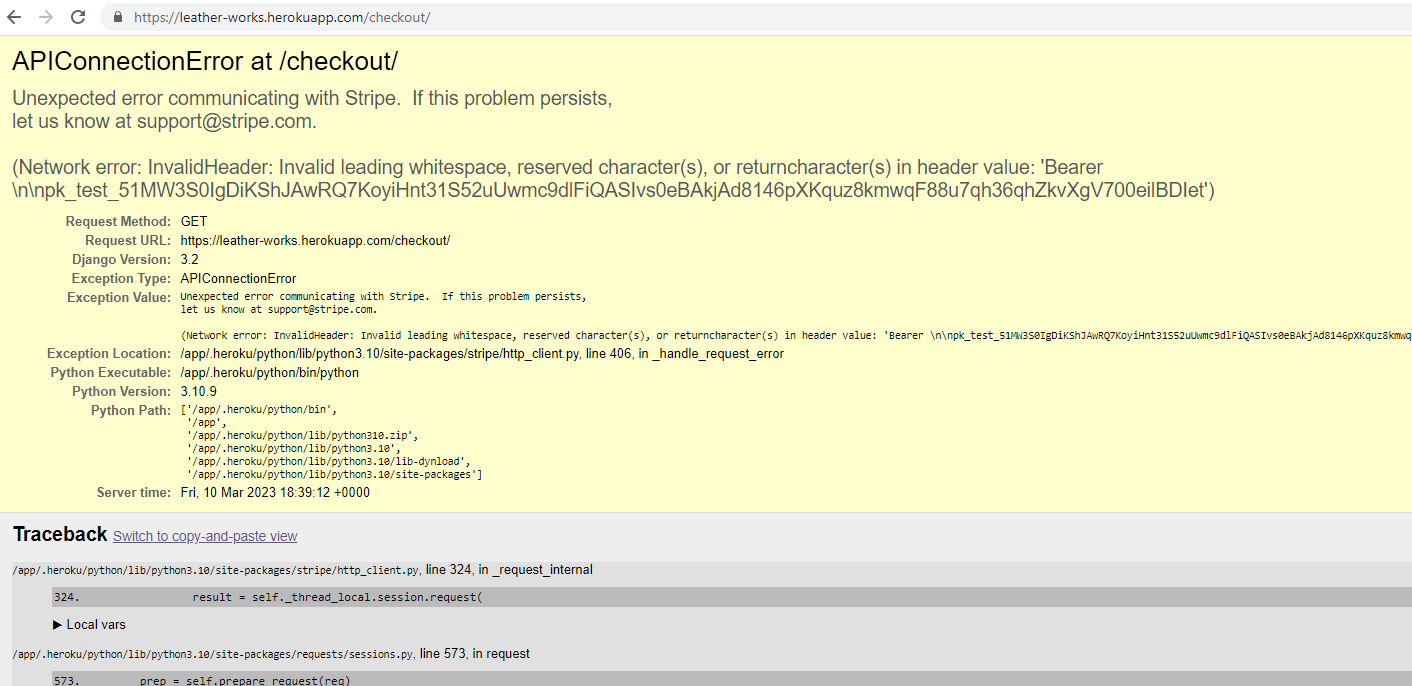 https://leather-works.herokuapp.com/checkout/
APIConnectionError at /checkout/
Unexpected error communicating with Stripe. If this problem persists,
let us know at support@stripe.com.
(Network error: InvalidHeader: Invalid leading whitespace, reserved character(s), or returncharacter(s) in header value: 'Bearer
\n\npk_test_51MW3S0IgDiKShJAwRQ7KoyiHnt31S52uUwmc9dlFiQASIvs0eBAkjAd8146pXKquz8kmwqF88u7qh36qhZkvXgV700eilBDIet')
Request Method: GET
Request URL: https://leather-works.herokuapp.com/checkout/
Django Version: 3.2
Exception Type: APIConnectionError
Exception Value: Unexpected error communicating with Stripe. If this problem persists,
let us know at support@stripe.com.
(Network error: InvalidHeader: Invalid leading whitespace, reserved character(s), or returncharacter(s) in header value: 'Bearer \n\npk_test_51MW3S0IgDiKShJAwRQ7KoyiHnt31S52uUwmc9dlFiQASIvs0eBAkjAd8146pXKquz8kmwq
Exception Location: /app/.heroku/python/lib/python3.10/site-packages/stripe/http_client.py, line 406, in _handle_request_error
Python Executable: /app/.heroku/python/bin/python
Python Version: 3.10.9
Python Path: ['/app/.heroku/python/bin',
'/app',
'/app/.heroku/python/lib/python310.zip',
'/app/.heroku/python/lib/python3.10',
'/app/.heroku/python/lib/python3.10/lib-dynload',
'/app/.heroku/python/lib/python3.10/site-packages']
Server time: Fri, 10 Mar 2023 18:39:12 +0000
Traceback Switch to copy-and-paste view
/app/.heroku/python/lib/python3.10/site-packages/stripe/http_client.py, line 324, in _request_internal
324. result = self._thread_local.session.request(
▶ Local vars
/app/.heroku/python/lib/python3.10/site-packages/requests/sessions.py, line 573, in request
573. prep = self.prepare_request(req)